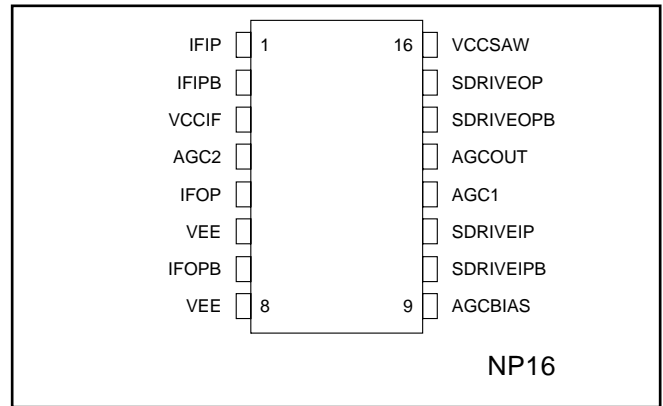 IFIP 1 16 VCCSAW
IFIPB SDRIVEOP
VCCIF SDRIVEOPB
AGC2 AGCOUT
IFOP AGC1
VEE SDRIVEIP
IFOPB SDRIVEIPB
VEE 8 9 AGCBIAS
NP16